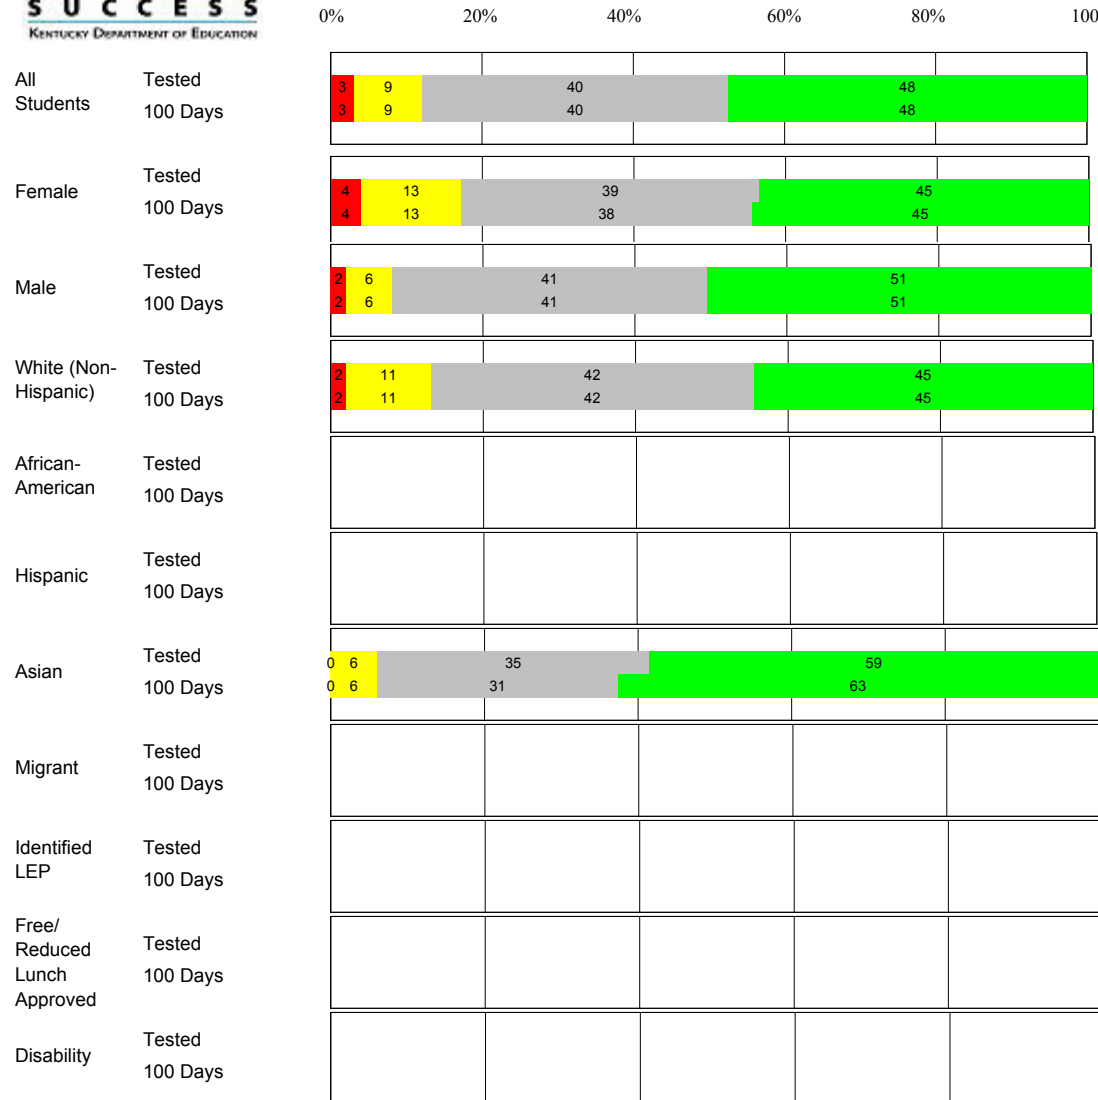 SUCCESS
KENTUCKY DEPARTMENT OF EDUCATION
0% 20% 40% 60% 80% 100
All Students Tested 3 9 40 48
100 Days 3 9 40 48
Female Tested 4 13 39 45
100 Days 4 13 38 45
Male Tested 2 6 41 51
100 Days 2 6 41 51
White (Non-Hispanic) Tested 2 11 42 45
100 Days 2 11 42 45
African-American Tested
100 Days
Hispanic Tested
100 Days
Asian Tested 0 6 35 59
100 Days 0 6 31 63
Migrant Tested
100 Days
Identified LEP Tested
100 Days
Free/ Reduced Lunch Approved Tested
100 Days
Disability Tested
100 Days